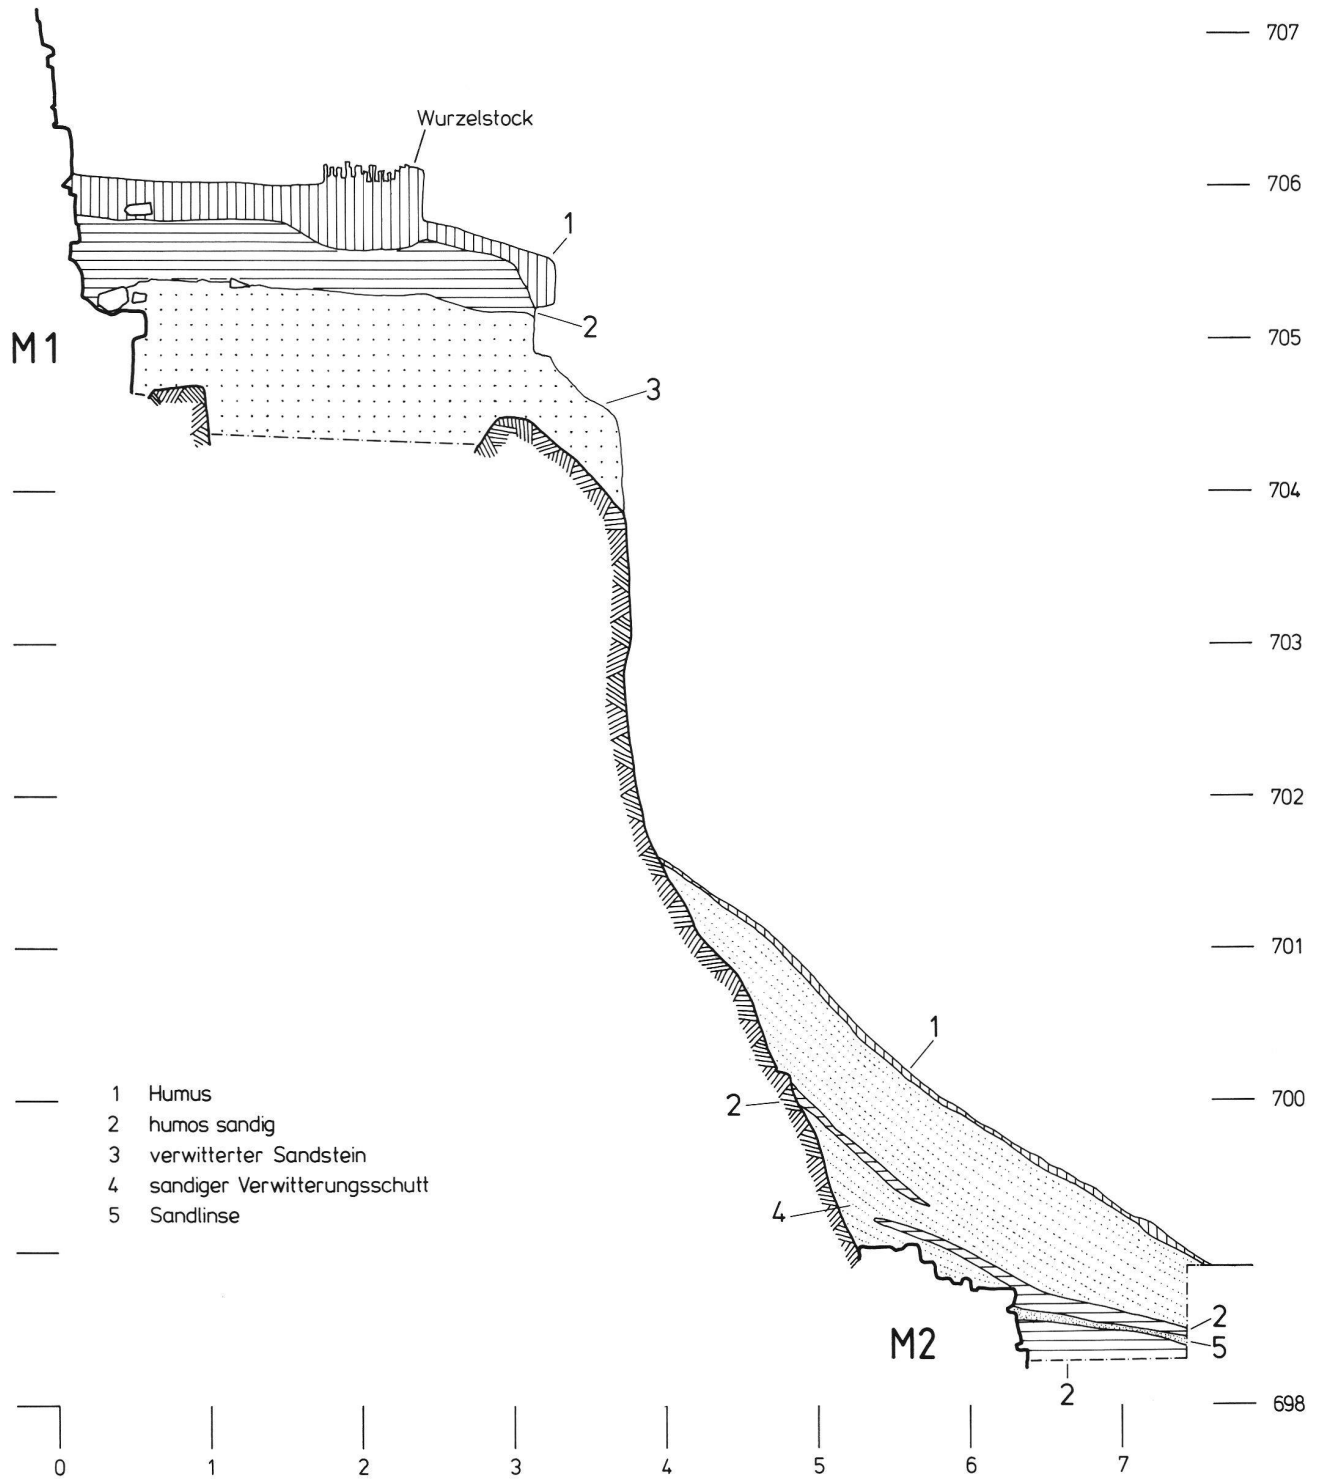 707
Wurzelstock
706
1
2
M1
705
3
704
703
702
701
1
1 Humus
2 humos sandig
3 verwitterter Sandstein
4 sandiger Verwitterungsschutt
5 Sandlinse
2
700
4
2
M2
5
2
698
0 1 2 3 4 5 6 7